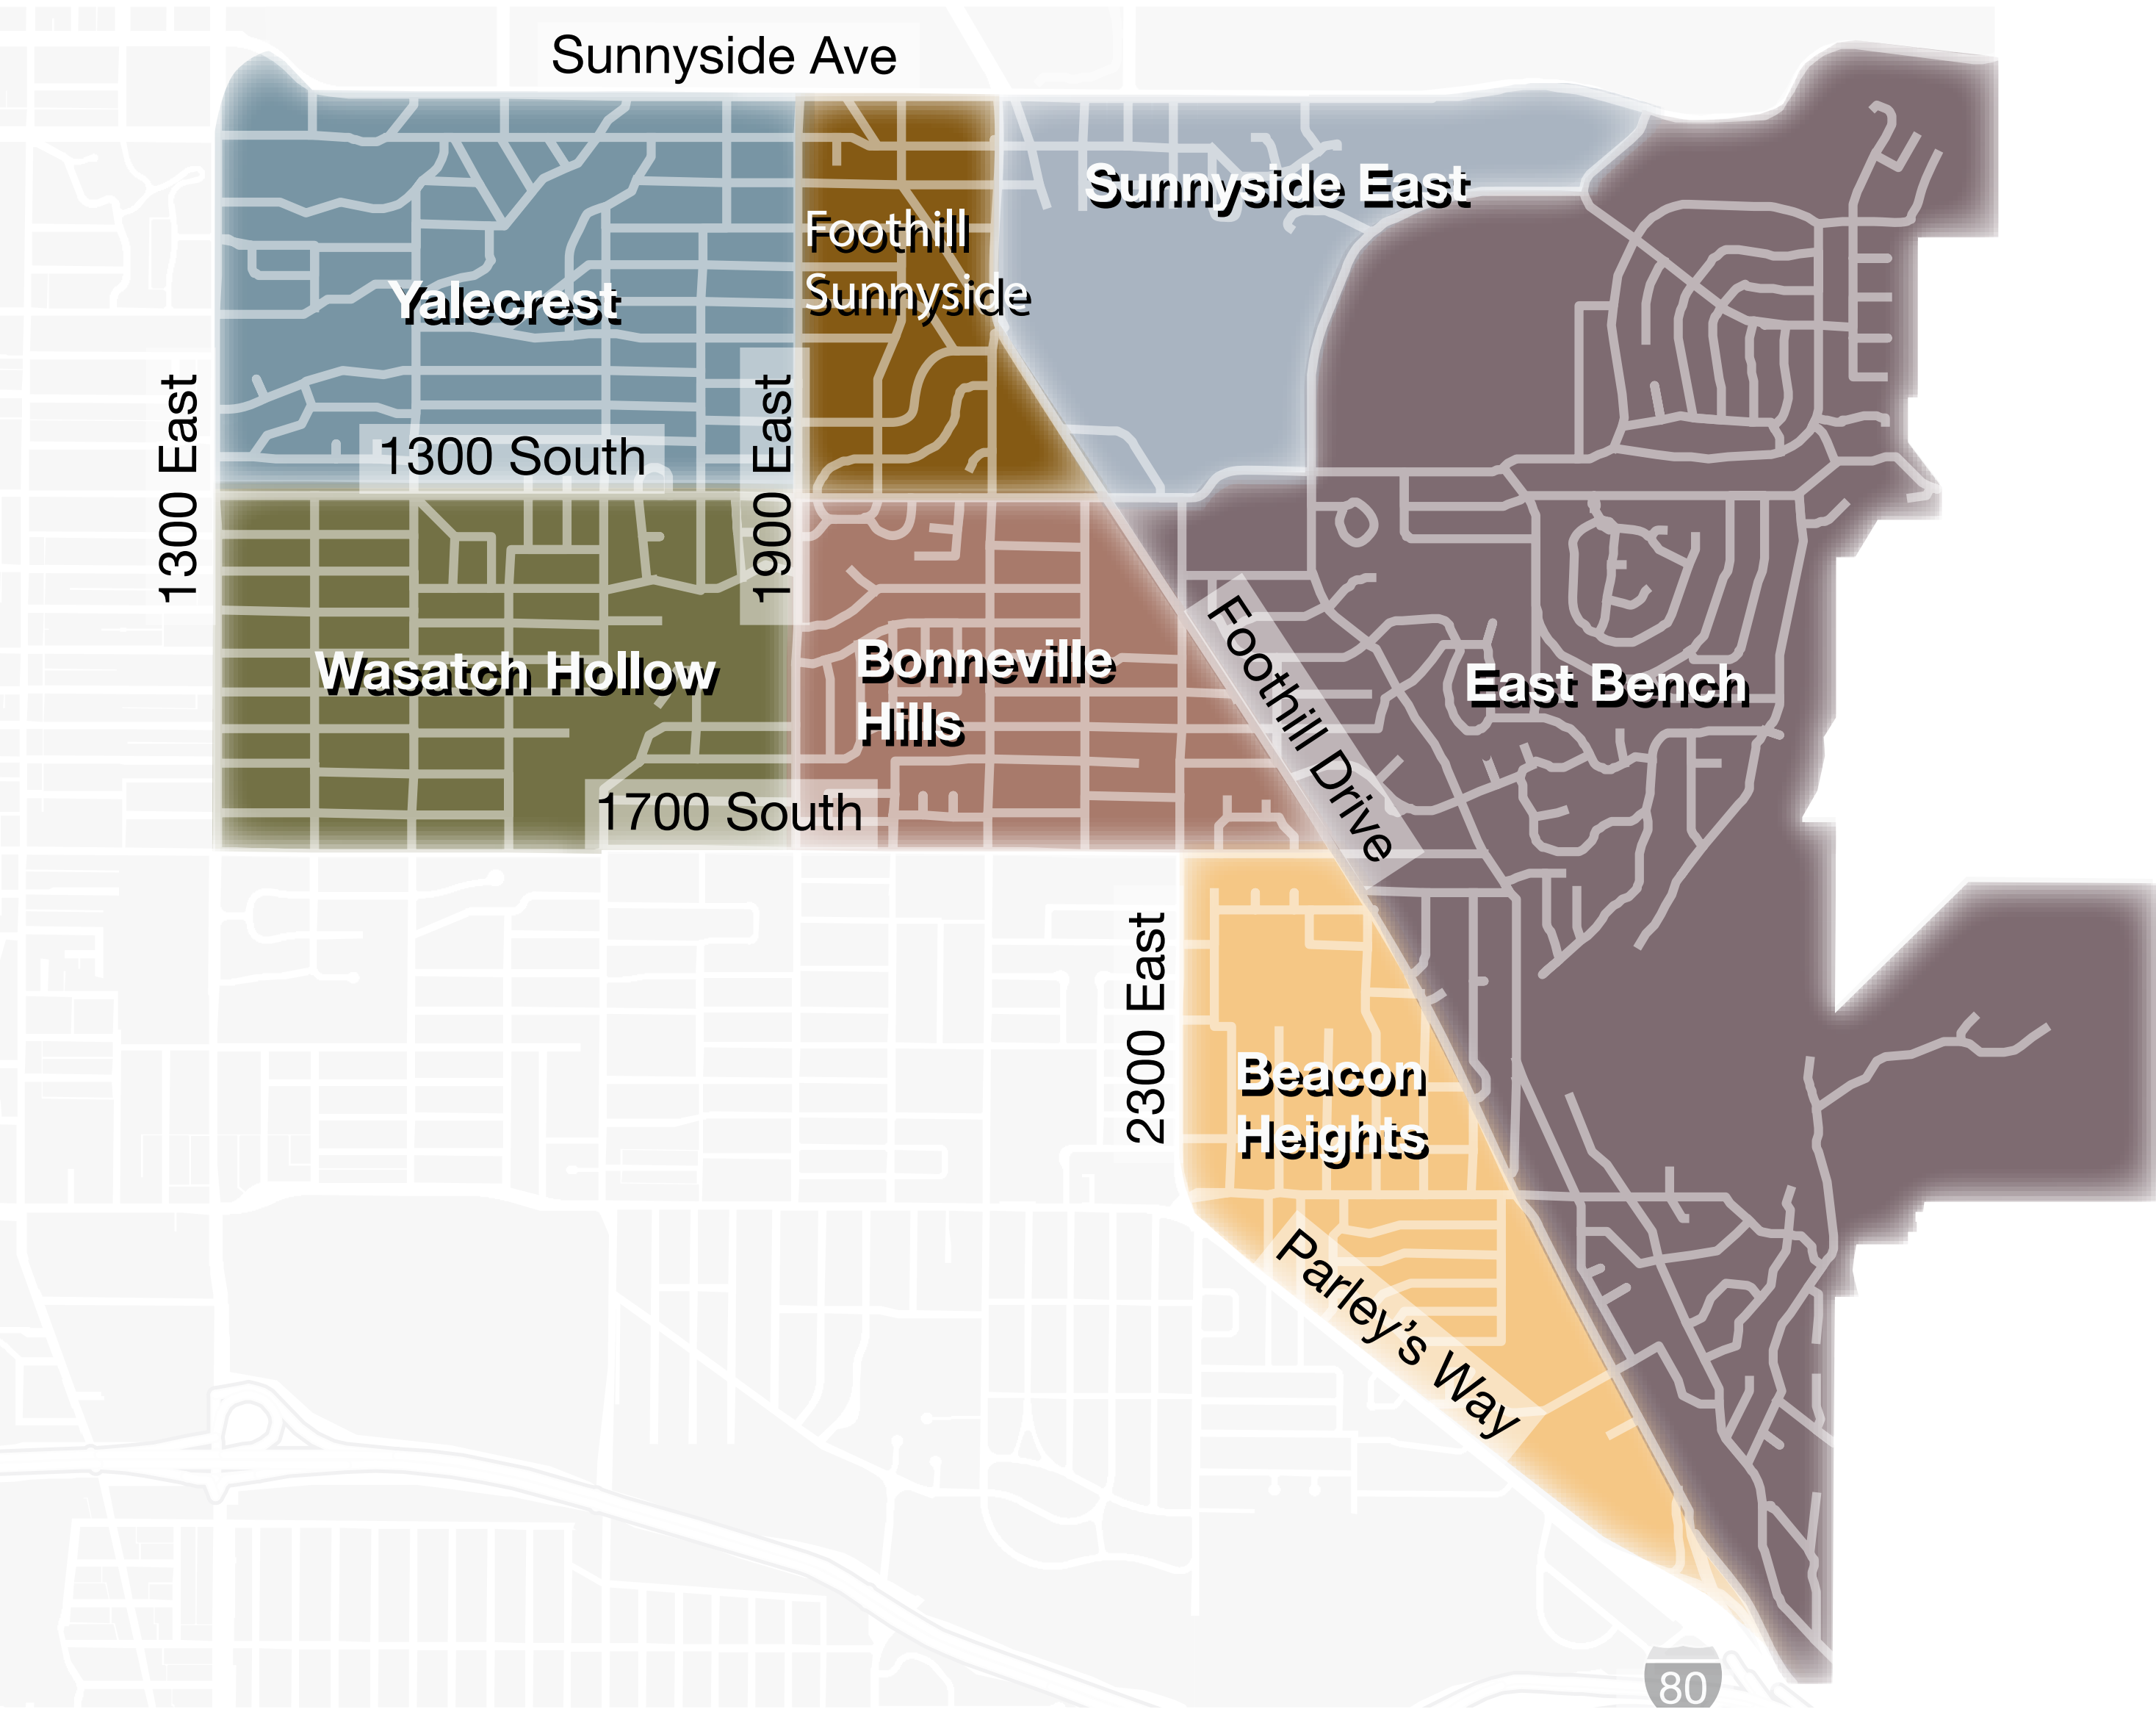 Sunnyside Ave
Sunnyside East
Foothill
Sunnyside
Yalecrest
1300 East
1900 East
1300 South
Wasatch Hollow
Bonneville
Hills
Foothill Drive
East Bench
1700 South
2300 East
Beacon
Heights
Parley’s Way
80